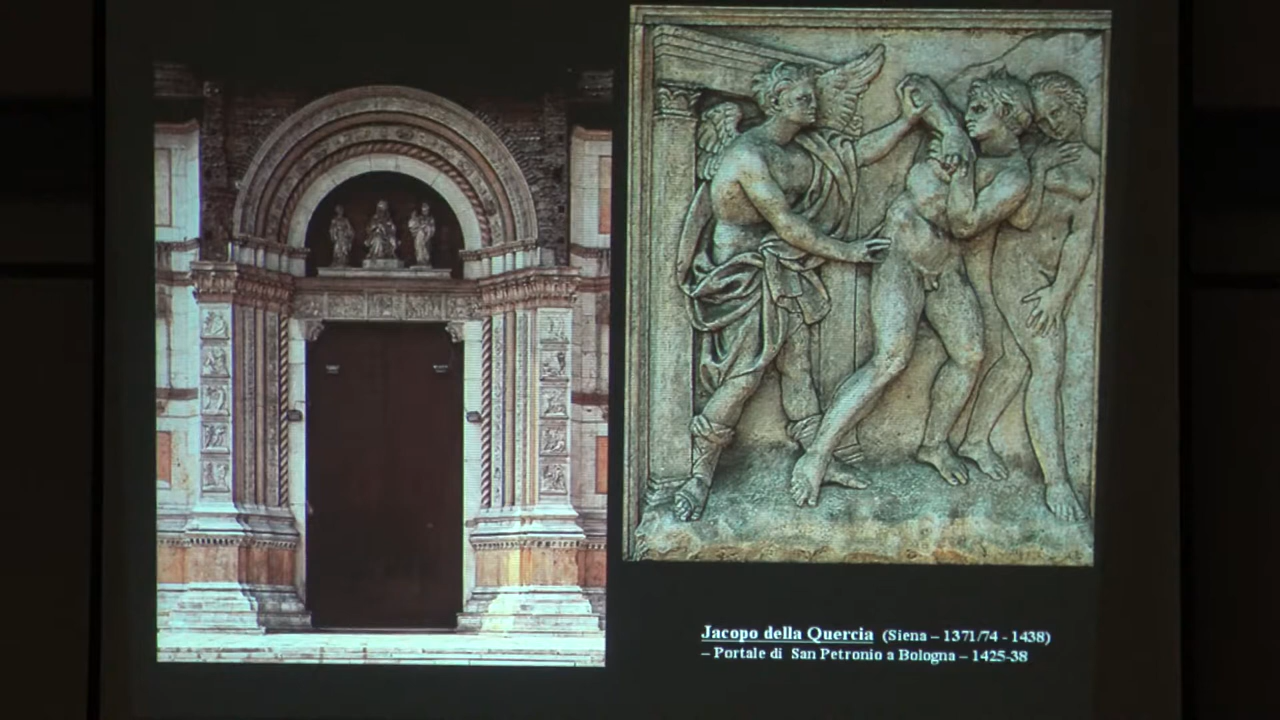 Jacopo della Quercia (Siena – 1371/74 - 1438)
– Portale di San Petronio a Bologna – 1425-38